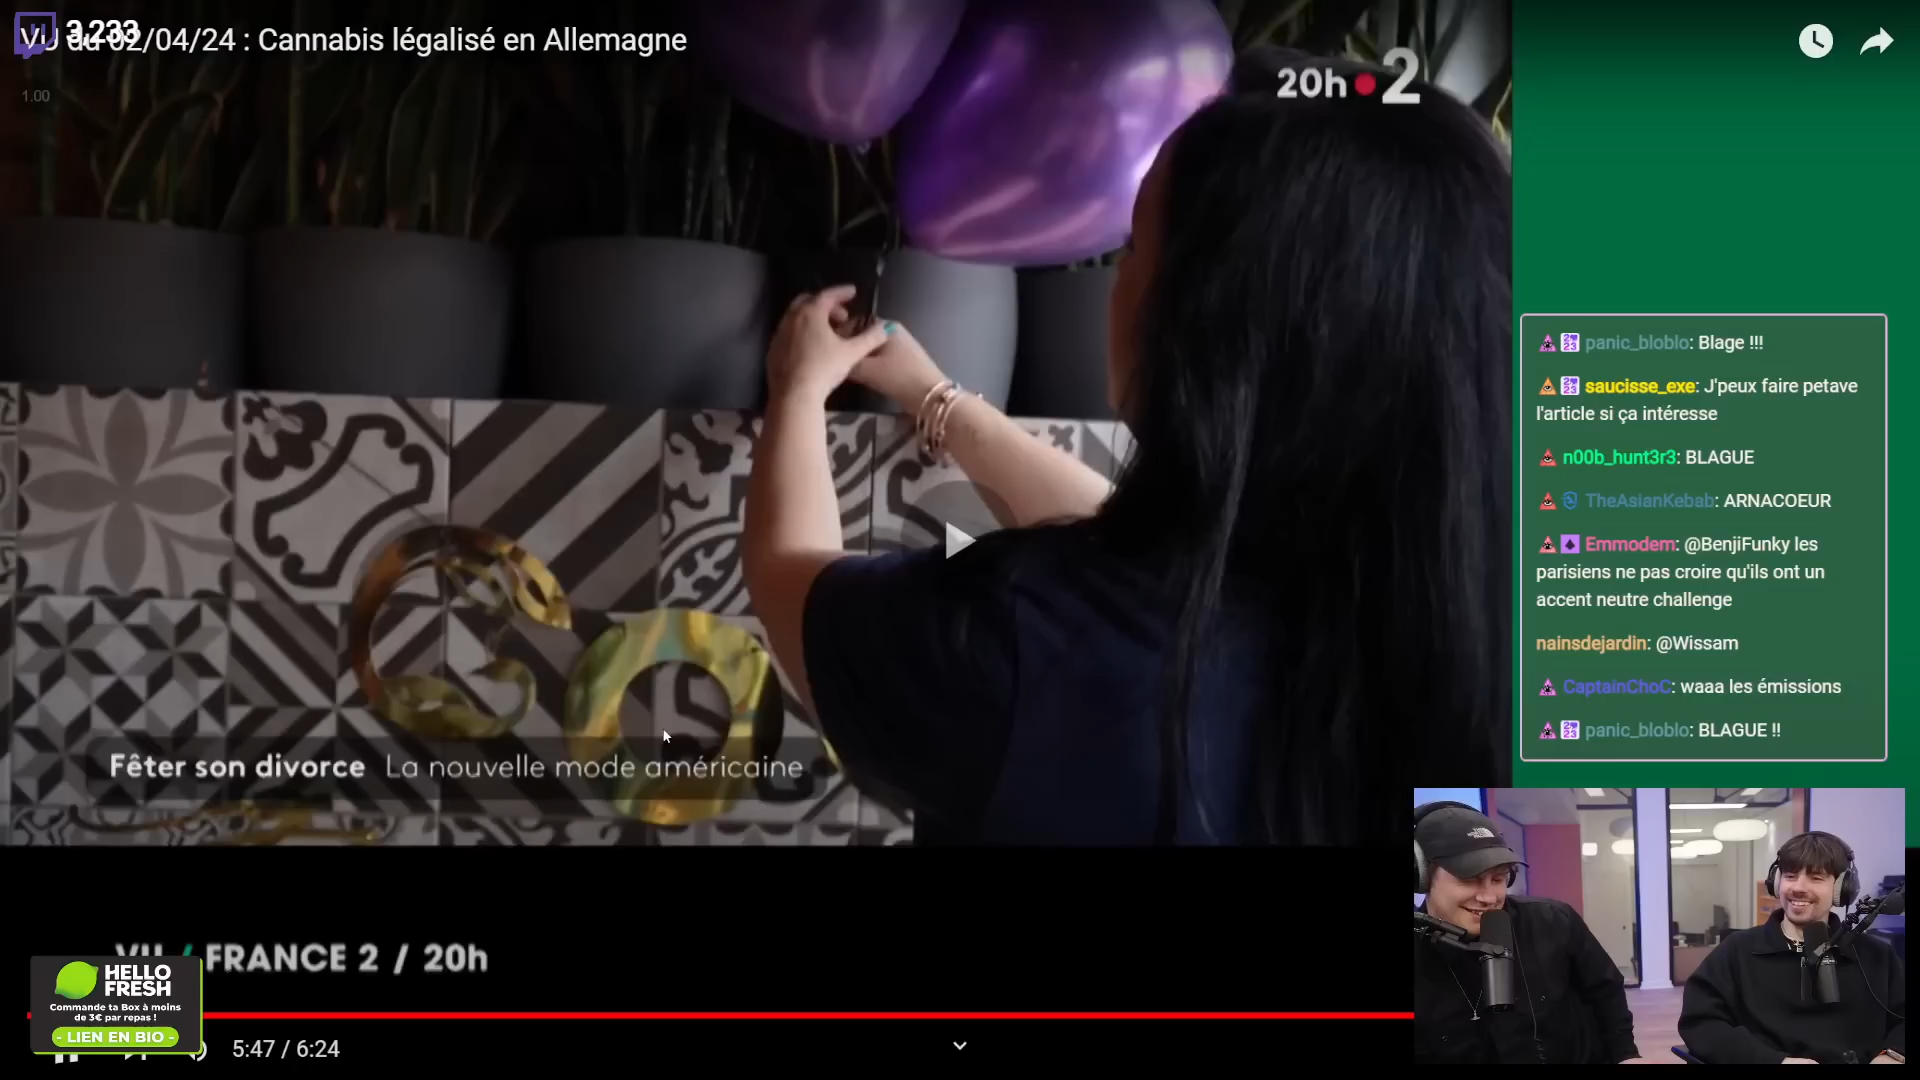 3,233
VU du 02/04/24 : Cannabis légalisé en Allemagne
1.00
20h 2
panic_bloblo: Blage !!!
saucisse_exe: J'peux faire petave
l'article si ça intéresse
n00b_hunt3r3: BLAGUE
TheAsianKebab: ARNACOEUR
Emmodem: @BenjiFunky les
parisiens ne pas croire qu'ils ont un
accent neutre challenge
nainsdejardin: @Wissam
CaptainChoC: waaa les émissions
panic_bloblo: BLAGUE !!
Fêter son divorce La nouvelle mode américaine
VU / FRANCE 2 / 20h
HELLO
FRESH
Commande ta Box à moins
de 3€ par repas !
- LIEN EN BIO -
5:47 / 6:24